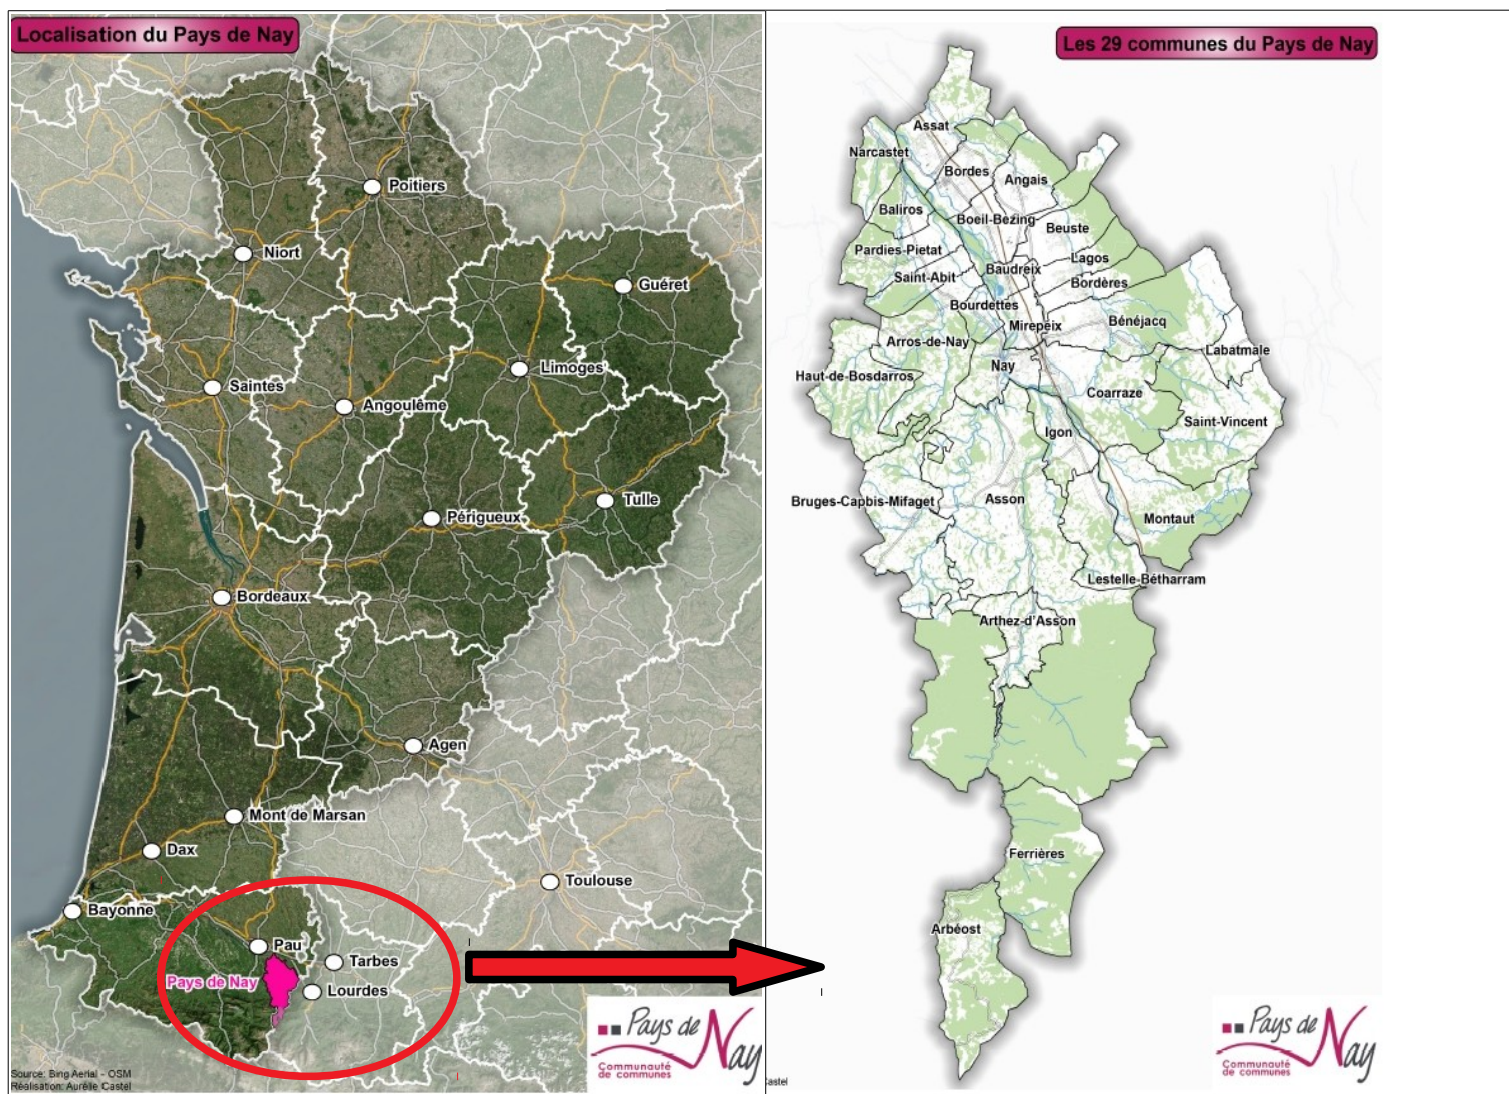 Localisation du Pays de Nay
Poitiers
Niort
Guéret
Limoges
Saintes
Angoulême
Tulle
Périgueux
Bordeaux
Agen
Mont de Marsan
Dax
Toulouse
Bayonne
Pau
Tarbes
Pays de Nay
Lourdes
Source: Bing Aerial - OSM
Réalisation: Aurélie Castel
Pays de Nay
Communauté
de communes
Les 29 communes du Pays de Nay
Assat
Narcastet
Bordes
Angais
Baliros
Boeil-Bezing
Beuste
Pardies-Pietat
Lagos
Saint-Abit
Baudreix
Bordères
Bourdettes
Mirepeix
Bénéjacq
Arros-de-Nay
Labatmale
Nay
Haut-de-Bosdarros
Coarraze
Saint-Vincent
Igon
Bruges-Capbis-Mifaget
Asson
Montaut
Lestelle-Bétharram
Arthez-d'Asson
Ferrières
Arbéost
astel
Pays de Nay
Communauté
de communes